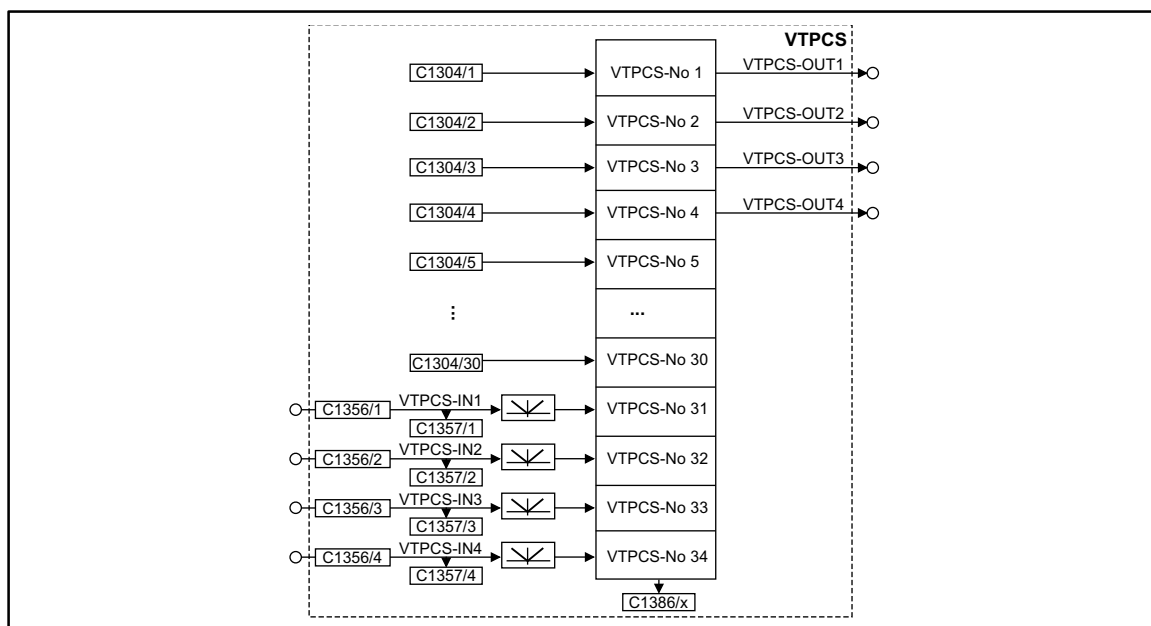 VTPCS
C1304/1 VTPCS-No 1 VTPCS-OUT1
C1304/2 VTPCS-No 2 VTPCS-OUT2
C1304/3 VTPCS-No 3 VTPCS-OUT3
C1304/4 VTPCS-No 4 VTPCS-OUT4
C1304/5 VTPCS-No 5
... ...
C1304/30 VTPCS-No 30
C1356/1 VTPCS-IN1 VTPCS-No 31
C1357/1
C1356/2 VTPCS-IN2 VTPCS-No 32
C1357/2
C1356/3 VTPCS-IN3 VTPCS-No 33
C1357/3
C1356/4 VTPCS-IN4 VTPCS-No 34
C1357/4
C1386/x